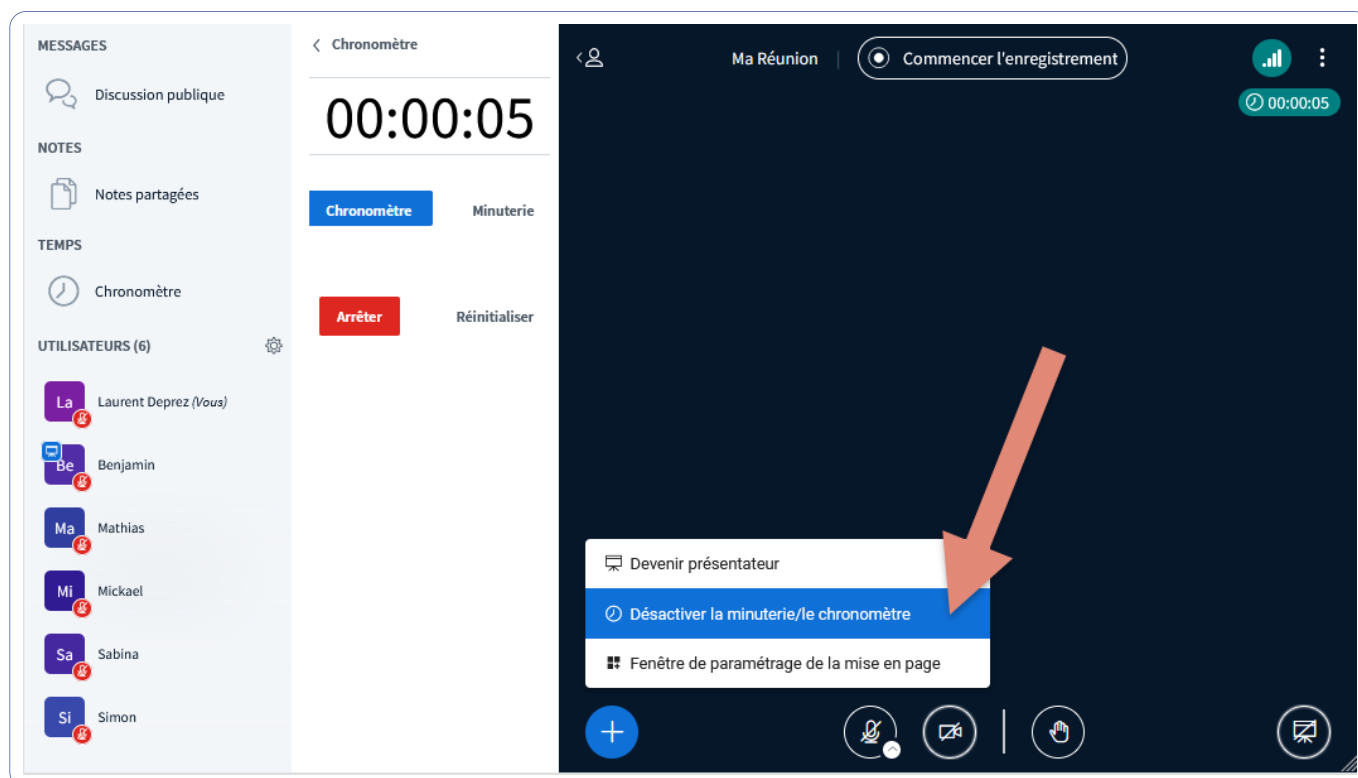 MESSAGES
Discussion publique
NOTES
Notes partagées
TEMPS
Chronomètre
UTILISATEURS (6)
La
Laurent Deprez (Vous)
Be
Benjamin
Ma
Mathias
Mi
Mickael
Sa
Sabina
Si
Simon
Chronomètre
00:00:05
Chronomètre Minuterie
Arrêter Réinitialiser
Ma Réunion Commencer l'enregistrement
00:00:05
Devenir présentateur
Désactiver la minuterie/le chronomètre
Fenêtre de paramétrage de la mise en page